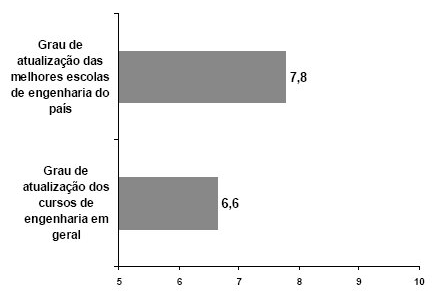 Grau de
atualização das
melhores escolas
de engenharia do
país
7,8
Grau de
atualização dos
cursos de
engenharia em
geral
6,6
5 6 7 8 9 10